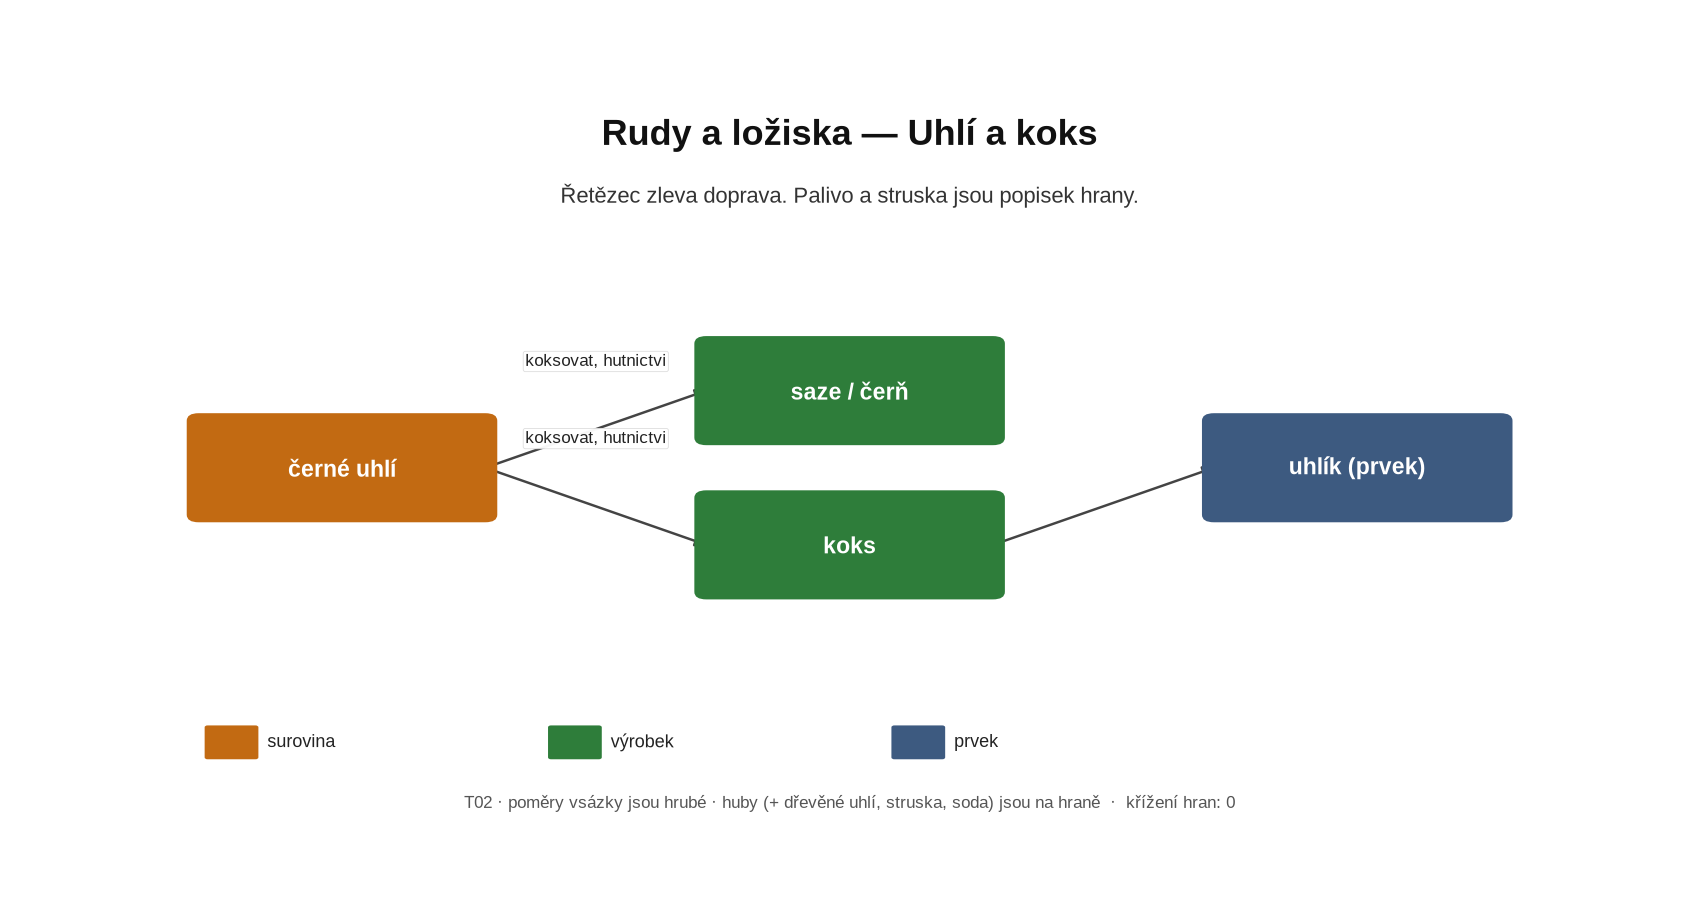 Rudy a ložiska — Uhlí a koks
Řetězec zleva doprava. Palivo a struska jsou popisek hrany.
koksovat, hutnictvi
saze / čerň
koksovat, hutnictvi
černé uhlí
uhlík (prvek)
koks
surovina
výrobek
prvek
T02 · poměry vsázky jsou hrubé · huby (+ dřevěné uhlí, struska, soda) jsou na hraně · křížení hran: 0